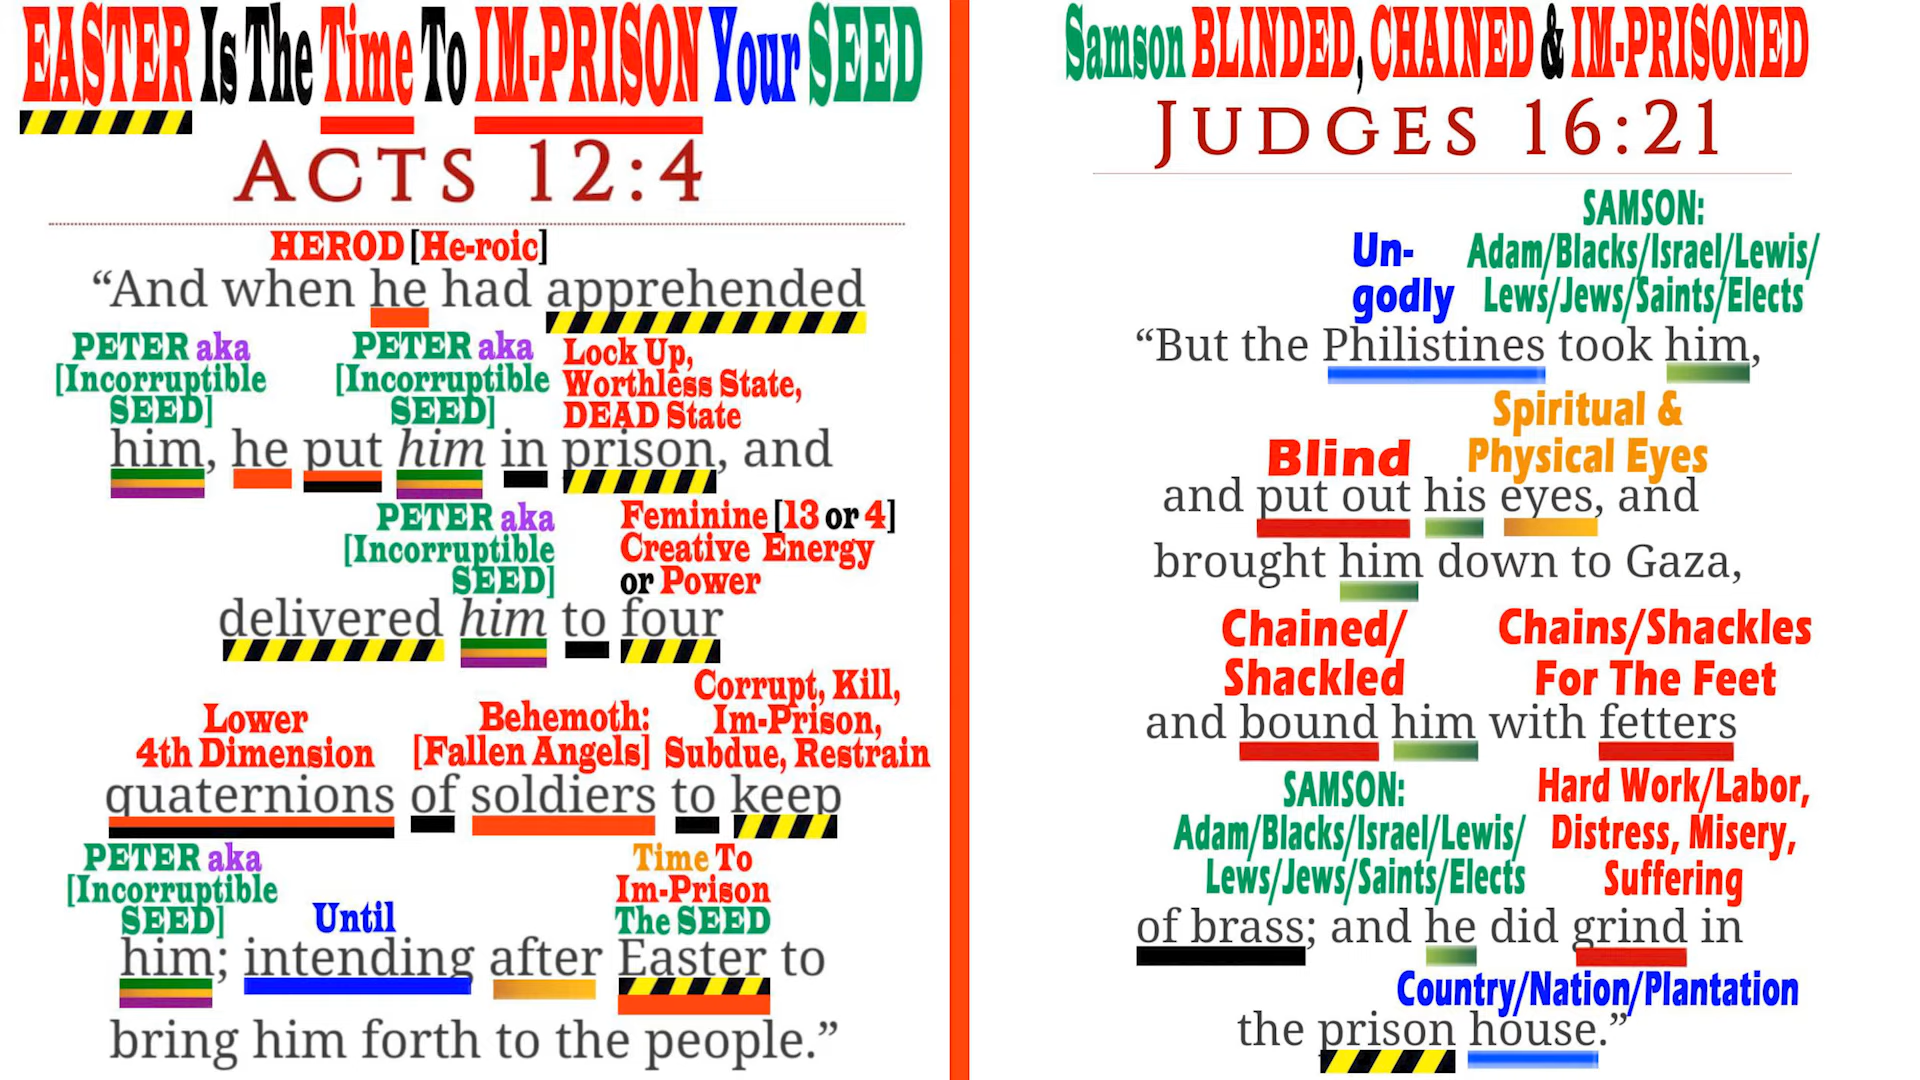 EASTER Is The Time To IM-PRISON Your SEED
ACTS 12:4
HEROD [He-roic]
“And when he had apprehended
PETER aka [Incorruptible SEED]
PETER aka [Incorruptible SEED]
Lock Up, Worthless State, DEAD State
him, he put him in prison, and
PETER aka [Incorruptible SEED]
Feminine [13 or 4] Creative Energy or Power
delivered him to four
Lower 4th Dimension
Behemoth: [Fallen Angels]
Corrupt, Kill, Im-Prison, Subdue, Restrain
quaternions of soldiers to keep
PETER aka [Incorruptible SEED]
Until
Time To Im-Prison The SEED
him; intending after Easter to
bring him forth to the people.”
Samson BLINDED, CHAINED & IM-PRISONED
JUDGES 16:21
Un-godly
SAMSON: Adam/Blacks/Israel/Lewis/ Lews/Jews/Saints/Elects
“But the Philistines took him,
Blind
Spiritual & Physical Eyes
and put out his eyes, and
brought him down to Gaza,
Chained/ Shackled
Chains/Shackles For The Feet
and bound him with fetters
SAMSON: Adam/Blacks/Israel/Lewis/ Lews/Jews/Saints/Elects
Hard Work/Labor, Distress, Misery, Suffering
of brass; and he did grind in
Country/Nation/Plantation
the prison house.”